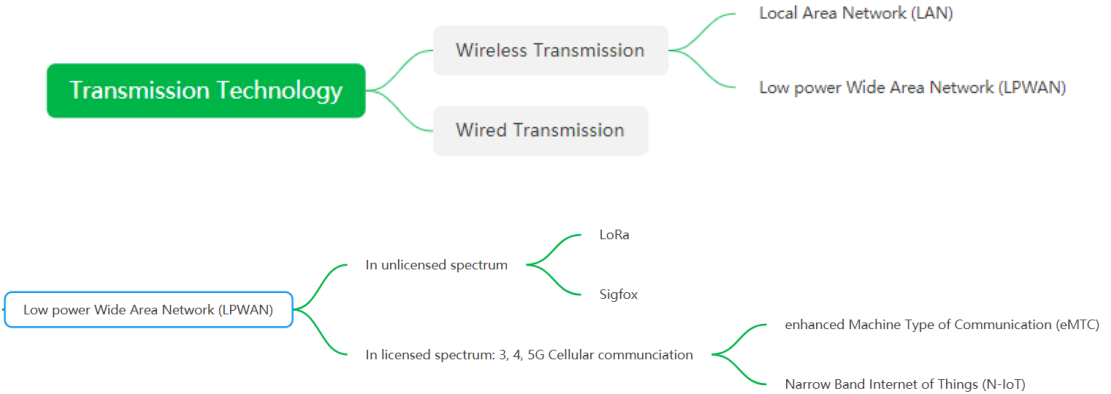 Transmission Technology
Wireless Transmission
Local Area Network (LAN)
Low power Wide Area Network (LPWAN)
Wired Transmission
Low power Wide Area Network (LPWAN)
In unlicensed spectrum
LoRa
Sigfox
In licensed spectrum: 3, 4, 5G Cellular communciation
enhanced Machine Type of Communication (eMTC)
Narrow Band Internet of Things (N-IoT)